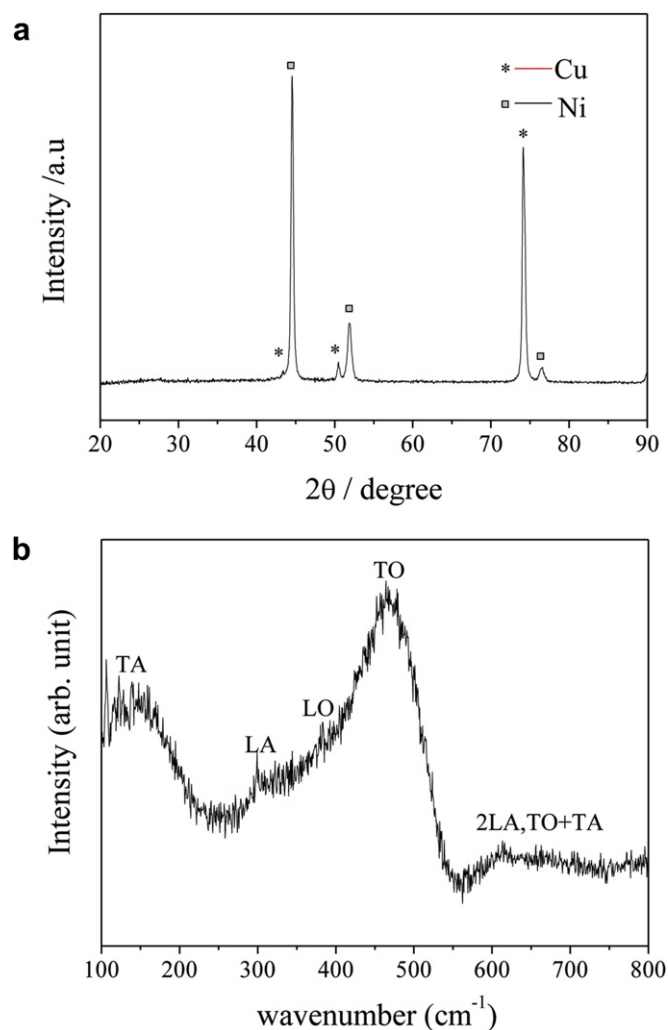 a
* Cu
Ni
*
*
*
Intensity /a.u
20 30 40 50 60 70 80 90
2θ / degree
b
TO
TA
LO
LA
2LA,TO+TA
Intensity (arb. unit)
100 200 300 400 500 600 700 800
wavenumber (cm⁻¹)